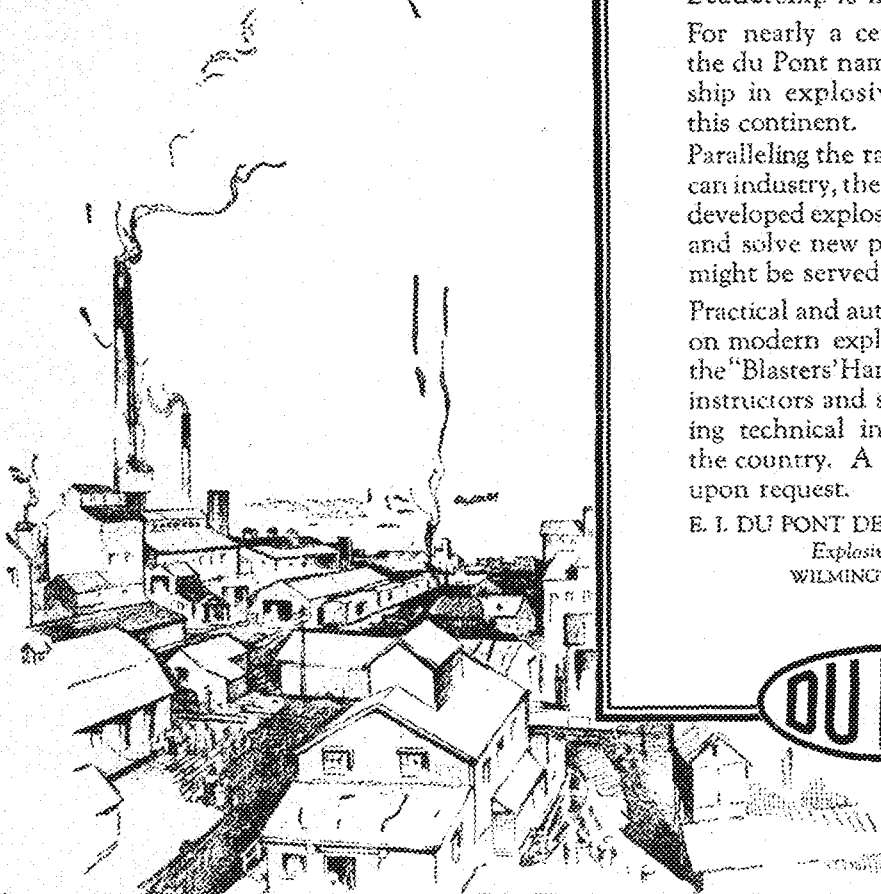 For nearly a ce
the du Pont nam
ship in explosiv
this continent.
Paralleling the ra
can industry, the
developed explos
and solve new p
might be served
Practical and aut
on modern expl
the "Blasters' Han
instructors and s
ing technical in
the country. A
upon request.
E. I. DU PONT DE
Explosiv
WILMINGT
DU